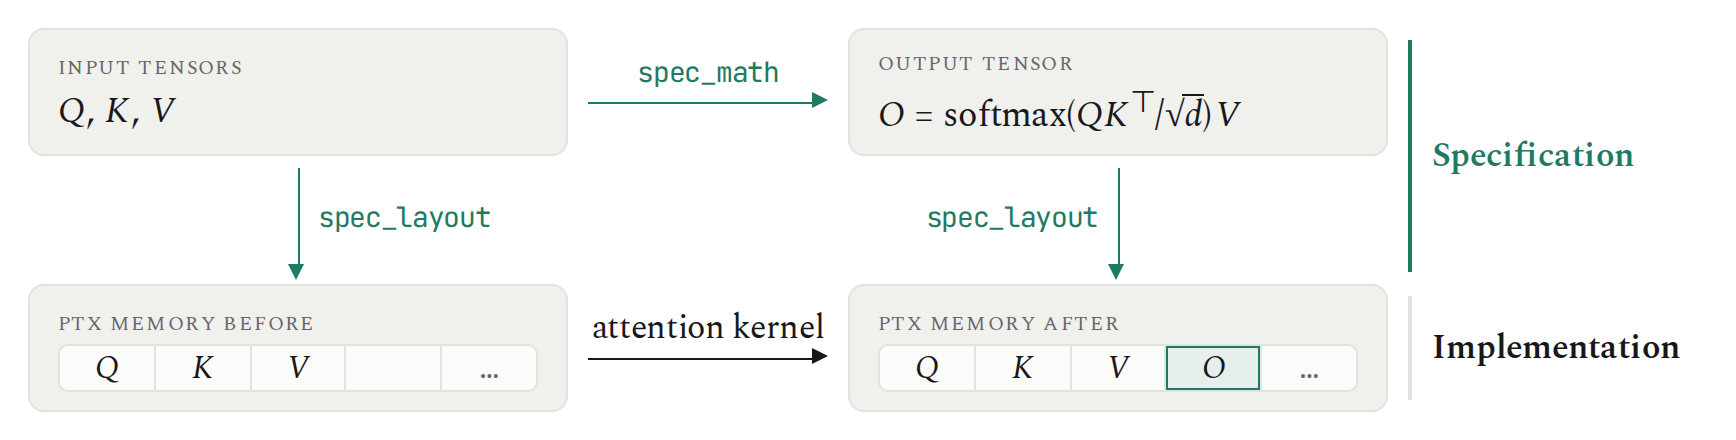 INPUT TENSORS
Q, K, V
spec_math
OUTPUT TENSOR
O = softmax(QK⊤/√d) V
Specification
spec_layout
spec_layout
PTX MEMORY BEFORE
Q K V ...
attention kernel
PTX MEMORY AFTER
Q K V O ...
Implementation